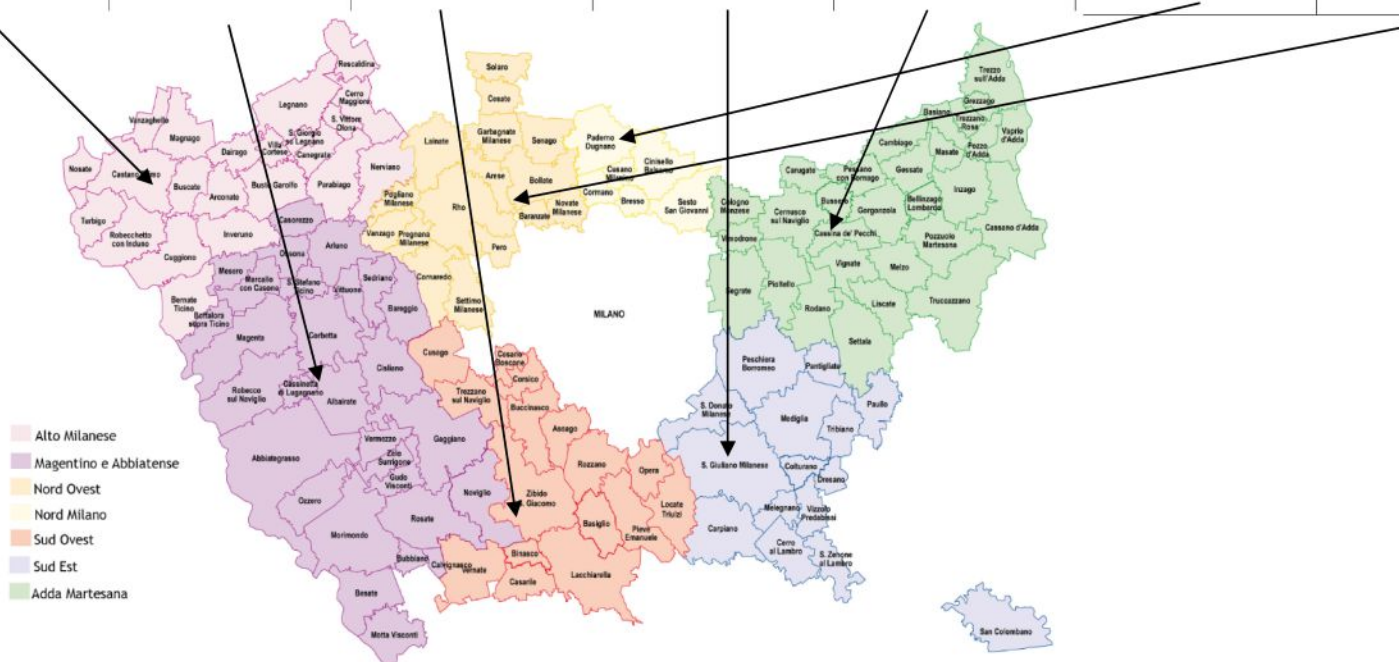 Rescaldina
Legnano
Cerro
Maggiore
S. Vittore
Olona
S. Giorgio
su Legnano
Villa
Cortese
Canegrate
Vanzaghello
Magnago
Dairago
Nosate
Buscate
Arconate
Busto Garolfo
Parabiago
Nerviano
Turbigo
Robecchetto
con Induno
Inveruno
Cuggiono
Bernate
Ticino
Casorezzo
Arluno
Mesero
Marcallo
con Casone
Vittuone
Sedriano
Bareggio
Magenta
Corbetta
Robecco
sul Naviglio
Cassinetta
di Lugagnano
Albairate
Cisliano
Abbiategrasso
Vermezzo
Zelo
Surrigone
Gudo
Visconti
Gaggiano
Noviglio
Ozzero
Rosate
Morimondo
Bubbiano
Calvignasco
Besate
Motta Visconti
Solaro
Cesate
Garbagnate
Milanese
Senago
Lainate
Arese
Bollate
Pogliano
Milanese
Rho
Baranzate
Novate
Milanese
Vanzago
Pregnana
Milanese
Pero
Cornaredo
Settimo
Milanese
Paderno
Dugnano
Cusano
Milanino
Cinisello
Balsamo
Cormano
Bresso
Sesto
San Giovanni
MILANO
Cusago
Cesano
Boscone
Corsico
Trezzano
sul Naviglio
Buccinasco
Assago
Rozzano
Opera
Zibido
S. Giacomo
Basiglio
Locate
Triulzi
Pieve
Emanuele
Binasco
Vernate
Casarile
Lacchiarella
Trezzo
sull'Adda
Grezzago
Basiano
Trezzano
Rosa
Vaprio
d'Adda
Cambiago
Masate
Pozzo
d'Adda
Gessate
Carugate
Pessano
con Bornago
Inzago
Bellinzago
Lombardo
Gorgonzola
Cologno
Monzese
Cernusco
sul Naviglio
Cassina de' Pecchi
Cassano d'Adda
Pozzuolo
Martesana
Vimodrone
Vignate
Melzo
Segrate
Pioltello
Rodano
Liscate
Truccazzano
Settala
Peschiera
Borromeo
Pantigliate
Paullo
S. Donato
Milanese
Mediglia
Tribiano
S. Giuliano Milanese
Colturano
Dresano
Melegnano
Vizzolo
Predabissi
Carpiano
Cerro
al Lambro
S. Zenone
al Lambro
San Colombano
Alto Milanese
Magentino e Abbiatense
Nord Ovest
Nord Milano
Sud Ovest
Sud Est
Adda Martesana